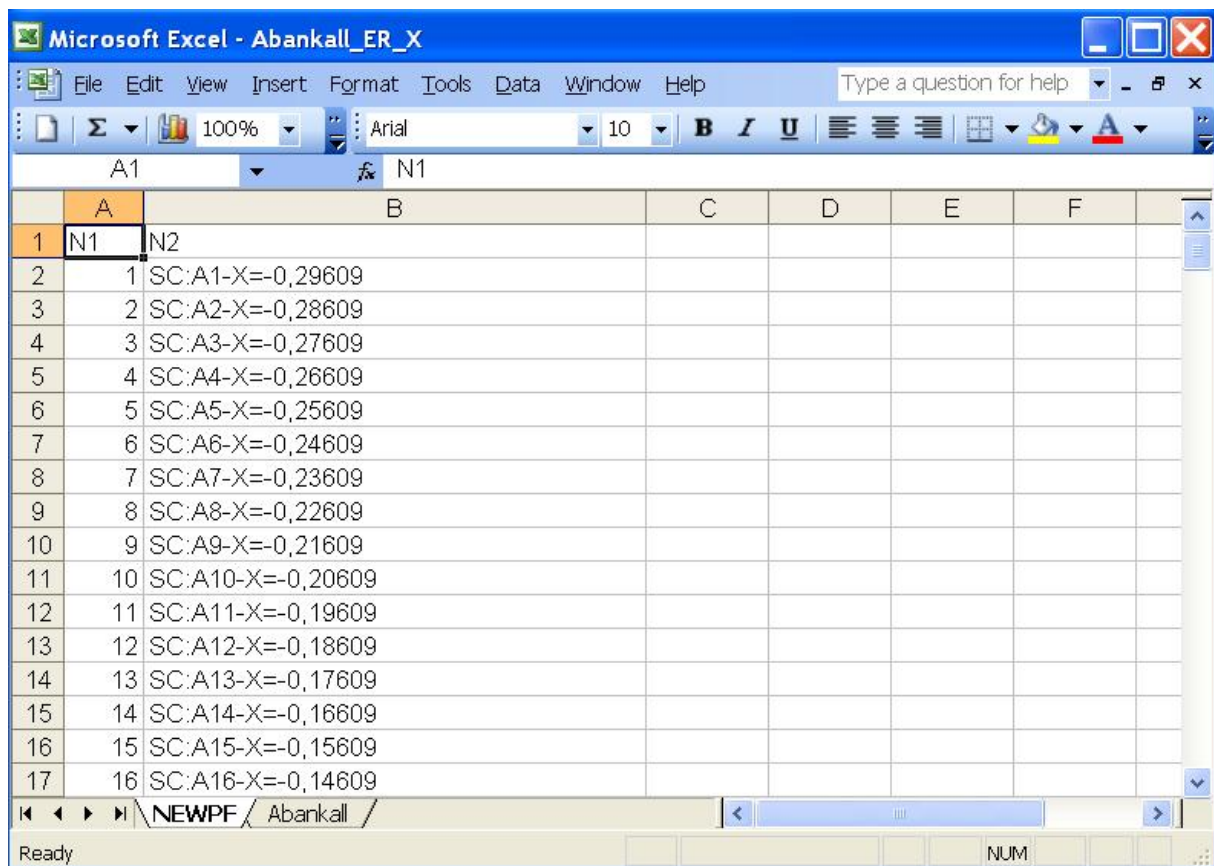 Microsoft Excel - Abankall_ER_X
File Edit View Insert Format Tools Data Window Help Type a question for help
Σ 100% Arial 10 B I U A
A1 fx N1
A B C D E F
1 N1 N2
2 1 SC:A1-X=-0,29609
3 2 SC:A2-X=-0,28609
4 3 SC:A3-X=-0,27609
5 4 SC:A4-X=-0,26609
6 5 SC:A5-X=-0,25609
7 6 SC:A6-X=-0,24609
8 7 SC:A7-X=-0,23609
9 8 SC:A8-X=-0,22609
10 9 SC:A9-X=-0,21609
11 10 SC:A10-X=-0,20609
12 11 SC:A11-X=-0,19609
13 12 SC:A12-X=-0,18609
14 13 SC:A13-X=-0,17609
15 14 SC:A14-X=-0,16609
16 15 SC:A15-X=-0,15609
17 16 SC:A16-X=-0,14609
NEWPF Abankall
Ready NUM